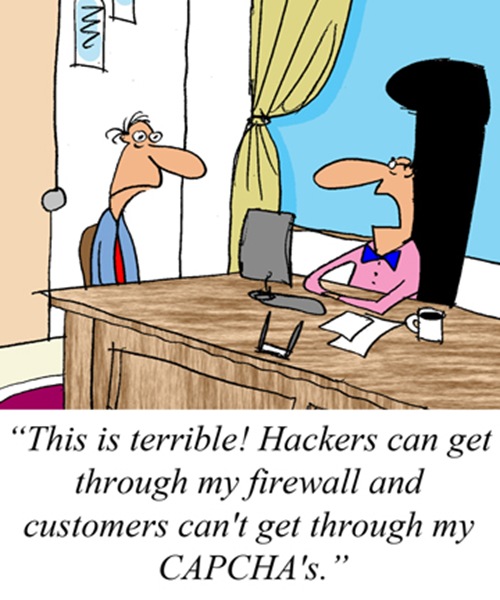 “This is terrible! Hackers can get
through my firewall and
customers can't get through my
CAPCHA's.”